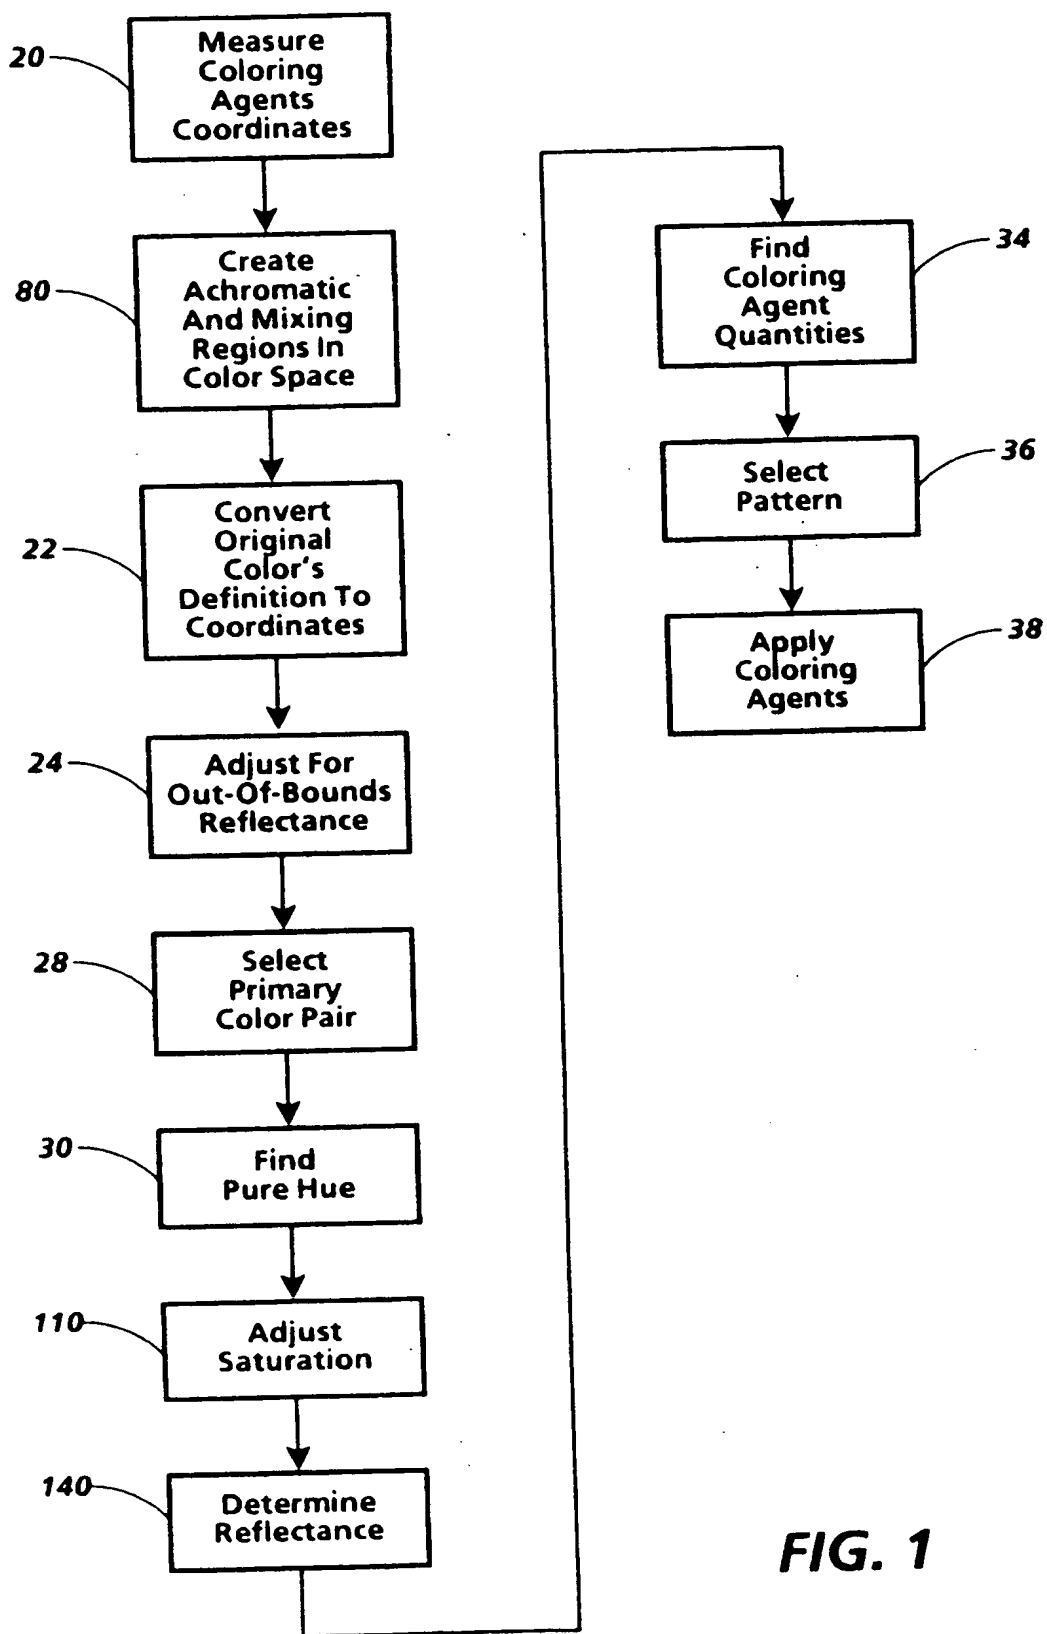 20
Measure
Coloring
Agents
Coordinates
80
Create
Achromatic
And Mixing
Regions In
Color Space
22
Convert
Original
Color's
Definition To
Coordinates
24
Adjust For
Out-Of-Bounds
Reflectance
28
Select
Primary
Color Pair
30
Find
Pure Hue
110
Adjust
Saturation
140
Determine
Reflectance
34
Find
Coloring
Agent
Quantities
36
Select
Pattern
38
Apply
Coloring
Agents
FIG. 1